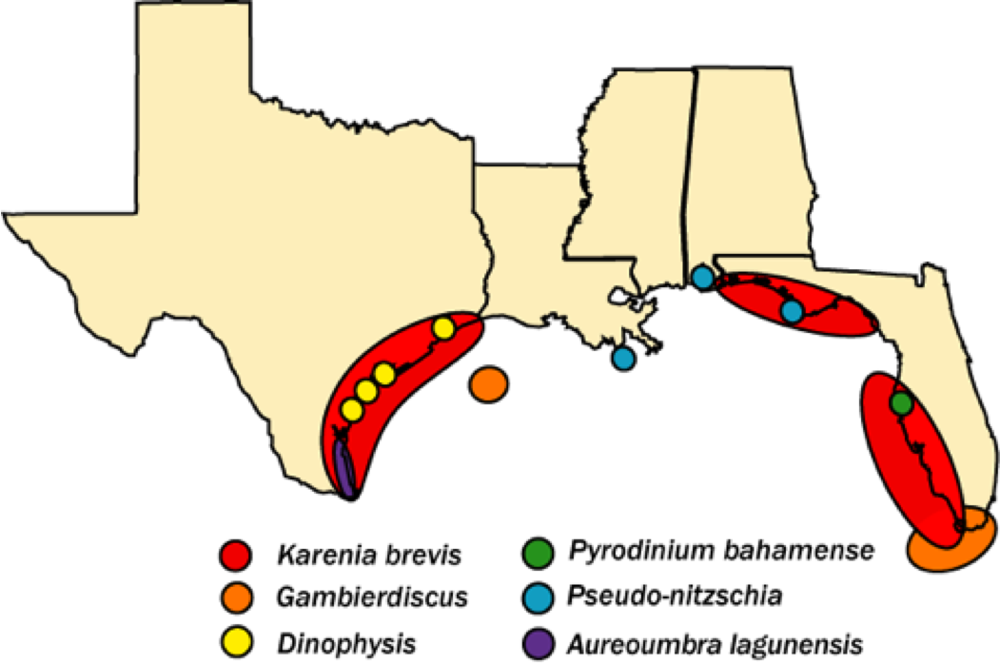 Karenia brevis
Gambierdiscus
Dinophysis
Pyrodinium bahamense
Pseudo-nitzschia
Aureoumbra lagunensis